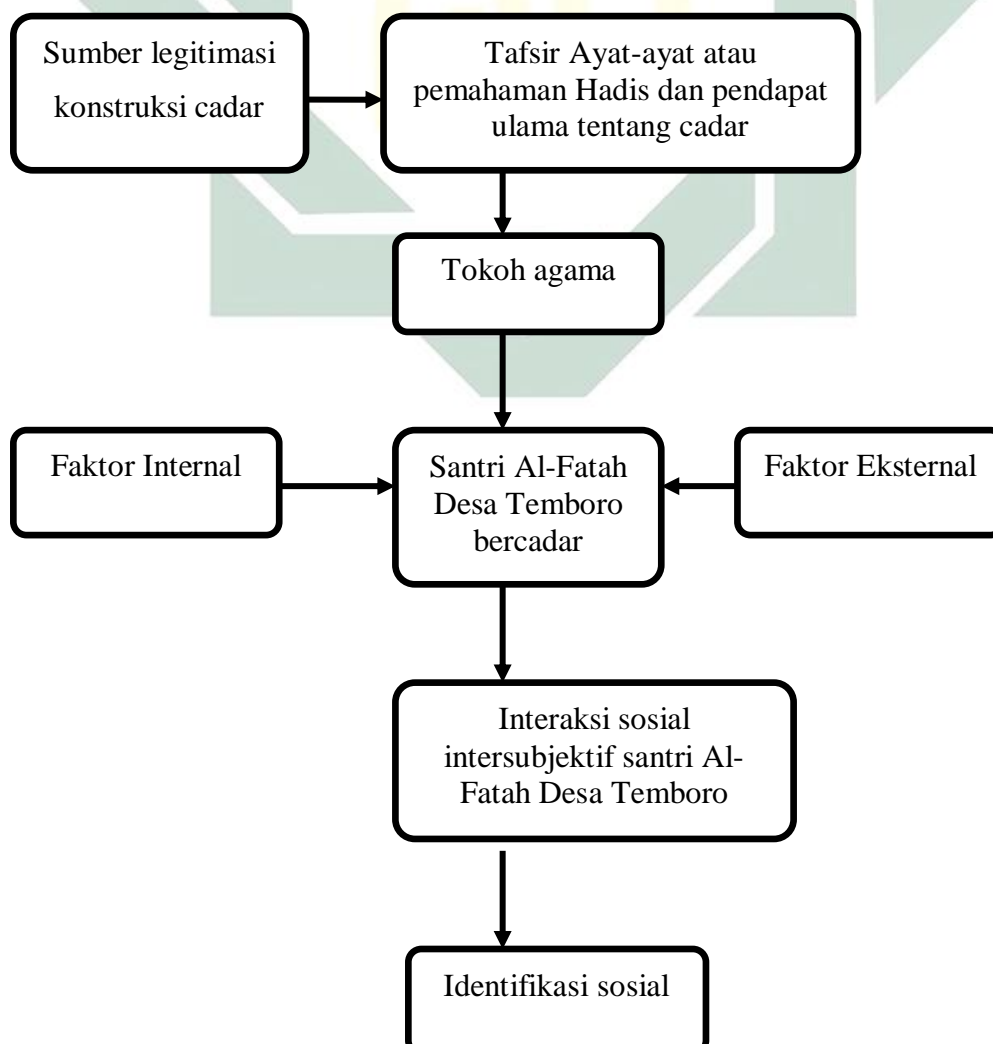 Sumber legitimasi
konstruksi cadar
Tafsir Ayat-ayat atau
pemahaman Hadis dan pendapat
ulama tentang cadar
Tokoh agama
Faktor Internal
Santri Al-Fatah
Desa Temboro
bercadar
Faktor Eksternal
Interaksi sosial
intersubjektif santri Al-
Fatah Desa Temboro
Identifikasi sosial